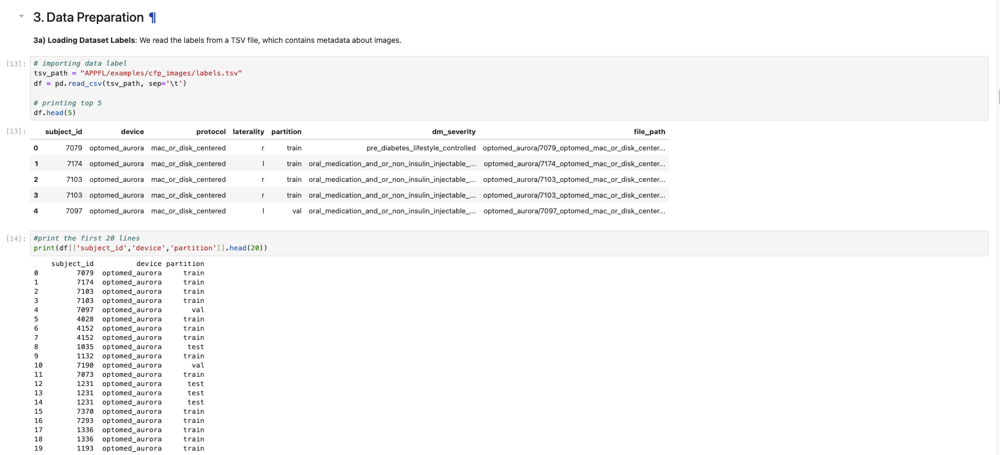 3. Data Preparation ¶
3a) Loading Dataset Labels: We read the labels from a TSV file, which contains metadata about images.
[13]: # importing data label
tsv_path = "APPFL/examples/cfp_images/labels.tsv"
df = pd.read_csv(tsv_path, sep='\t')
# printing top 5
df.head(5)
[13]: subject_id device protocol laterality partition dm_severity file_path
0 7079 optomed_aurora mac_or_disk_centered r train pre_diabetes_lifestyle_controlled optomed_aurora/7079_optomed_mac_or_disk_center...
1 7174 optomed_aurora mac_or_disk_centered l train oral_medication_and_or_non_insulin_injectable_... optomed_aurora/7174_optomed_mac_or_disk_center...
2 7103 optomed_aurora mac_or_disk_centered r train oral_medication_and_or_non_insulin_injectable_... optomed_aurora/7103_optomed_mac_or_disk_center...
3 7103 optomed_aurora mac_or_disk_centered r train oral_medication_and_or_non_insulin_injectable_... optomed_aurora/7103_optomed_mac_or_disk_center...
4 7097 optomed_aurora mac_or_disk_centered l val oral_medication_and_or_non_insulin_injectable_... optomed_aurora/7097_optomed_mac_or_disk_center...
[14]: #print the first 20 lines
print(df[['subject_id','device','partition']].head(20))
subject_id device partition
0 7079 optomed_aurora train
1 7174 optomed_aurora train
2 7103 optomed_aurora train
3 7103 optomed_aurora train
4 7097 optomed_aurora val
5 4028 optomed_aurora train
6 4152 optomed_aurora train
7 4152 optomed_aurora train
8 1035 optomed_aurora test
9 1132 optomed_aurora train
10 7190 optomed_aurora val
11 7073 optomed_aurora train
12 1231 optomed_aurora test
13 1231 optomed_aurora test
14 1231 optomed_aurora test
15 7370 optomed_aurora train
16 7293 optomed_aurora train
17 1336 optomed_aurora train
18 1336 optomed_aurora train
19 1193 optomed_aurora train